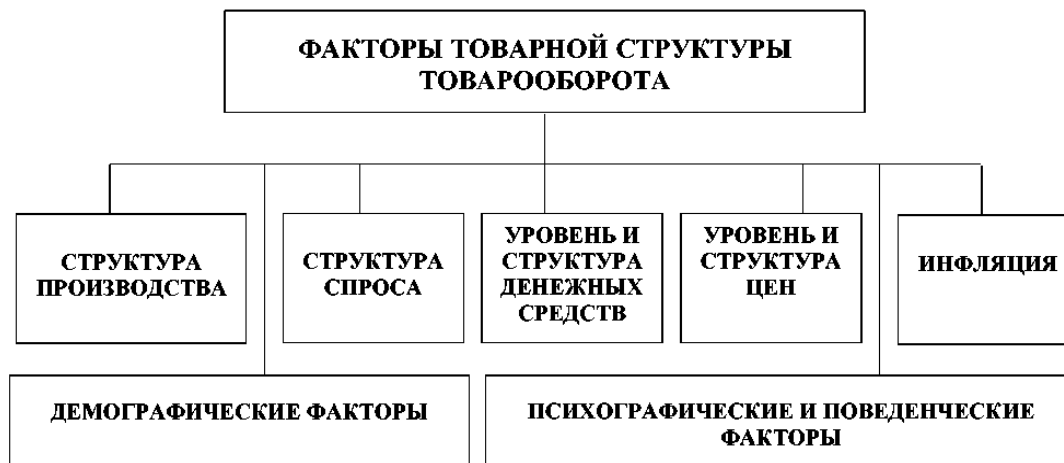 ФАКТОРЫ ТОВАРНОЙ СТРУКТУРЫ
ТОВАРООБОРОТА
СТРУКТУРА
ПРОИЗВОДСТВА
СТРУКТУРА
СПРОСА
УРОВЕНЬ И
СТРУКТУРА
ДЕНЕЖНЫХ
СРЕДСТВ
УРОВЕНЬ И
СТРУКТУРА
ЦЕН
ИНФЛЯЦИЯ
ДЕМОГРАФИЧЕСКИЕ ФАКТОРЫ
ПСИХОГРАФИЧЕСКИЕ И ПОВЕДЕНЧЕСКИЕ
ФАКТОРЫ